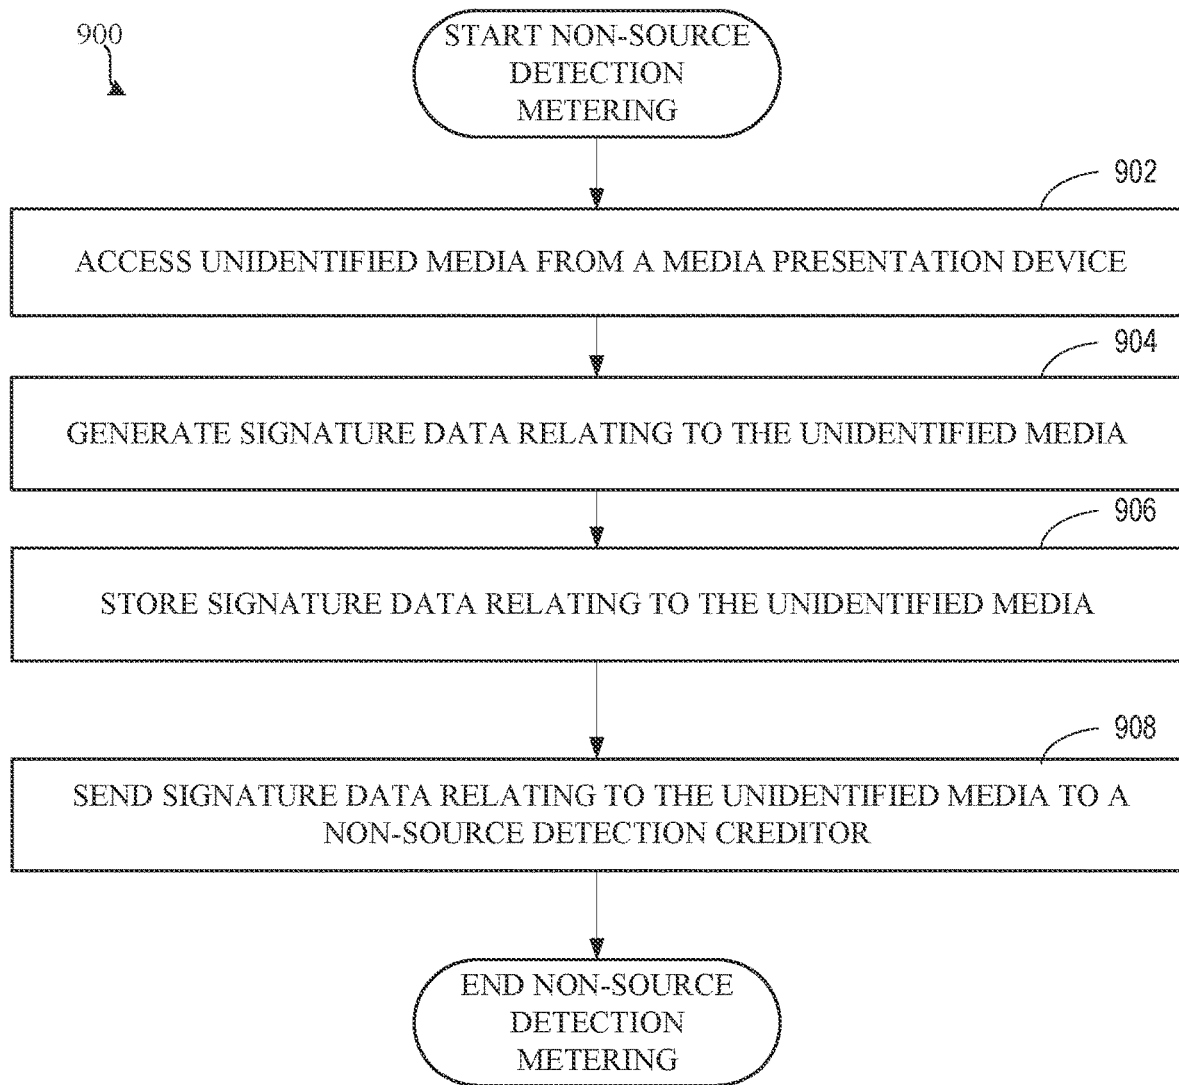 900
START NON-SOURCE
DETECTION
METERING
902
ACCESS UNIDENTIFIED MEDIA FROM A MEDIA PRESENTATION DEVICE
904
GENERATE SIGNATURE DATA RELATING TO THE UNIDENTIFIED MEDIA
906
STORE SIGNATURE DATA RELATING TO THE UNIDENTIFIED MEDIA
908
SEND SIGNATURE DATA RELATING TO THE UNIDENTIFIED MEDIA TO A
NON-SOURCE DETECTION CREDITOR
END NON-SOURCE
DETECTION
METERING